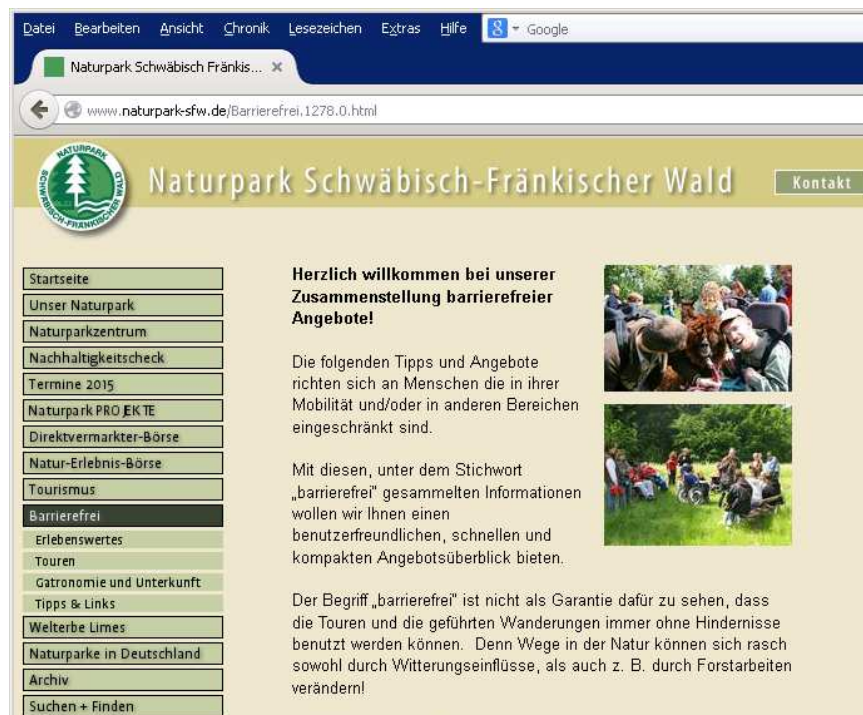 Datei Bearbeiten Ansicht Chronik Lesezeichen Extras Hilfe 8 Google
Naturpark Schwäbisch Fränkis...
www.naturpark-sfw.de/Barrierefrei.1278.0.html
NATURPARK
SCHWÄBISCH-FRÄNKISCHER WALD
Naturpark Schwäbisch-Fränkischer Wald
Kontakt
Startseite
Unser Naturpark
Naturparkzentrum
Nachhaltigkeitscheck
Termine 2015
Naturpark PROJEKTE
Direktvermarkter-Börse
Natur-Erlebnis-Börse
Tourismus
Barrierefrei
Erlebenswertes
Touren
Gatronomie und Unterkunft
Tipps & Links
Welterbe Limes
Naturparke in Deutschland
Archiv
Suchen + Finden
Herzlich willkommen bei unserer
Zusammenstellung barrierefreier
Angebote!
Die folgenden Tipps und Angebote
richten sich an Menschen die in ihrer
Mobilität und/oder in anderen Bereichen
eingeschränkt sind.
Mit diesen, unter dem Stichwort
„barrierefrei" gesammelten Informationen
wollen wir Ihnen einen
benutzerfreundlichen, schnellen und
kompakten Angebotsüberblick bieten.
Der Begriff „barrierefrei" ist nicht als Garantie dafür zu sehen, dass
die Touren und die geführten Wanderungen immer ohne Hindernisse
benutzt werden können. Denn Wege in der Natur können sich rasch
sowohl durch Witterungseinflüsse, als auch z. B. durch Forstarbeiten
verändern!